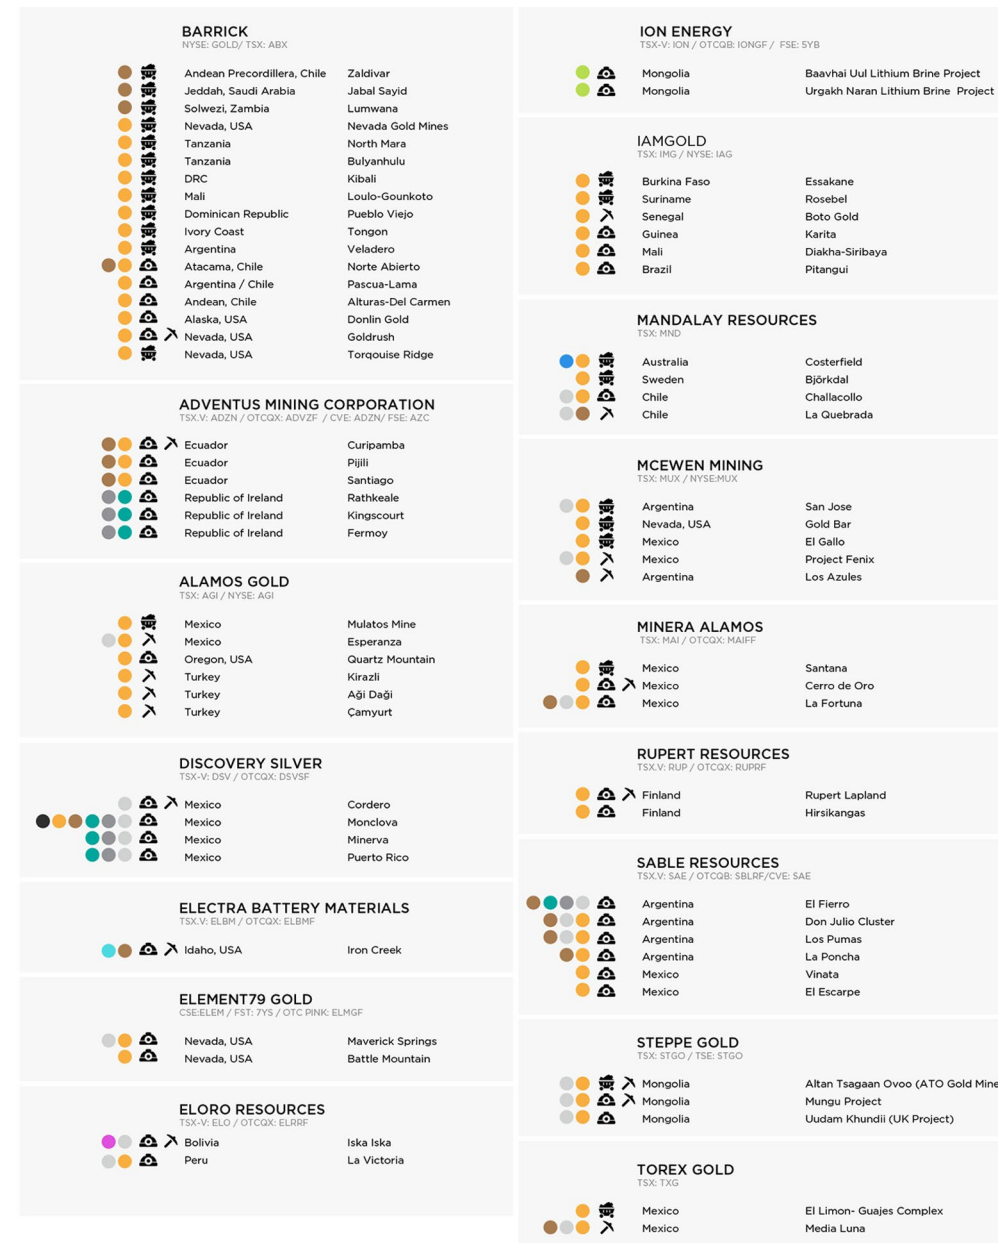 BARRICK
NYSE: GOLD/ TSX: ABX
Andean Precordillera, Chile Zaldivar
Jeddah, Saudi Arabia Jabal Sayid
Solwezi, Zambia Lumwana
Nevada, USA Nevada Gold Mines
Tanzania North Mara
Tanzania Bulyanhulu
DRC Kibali
Mali Loulo-Gounkoto
Dominican Republic Pueblo Viejo
Ivory Coast Tongon
Argentina Veladero
Atacama, Chile Norte Abierto
Argentina / Chile Pascua-Lama
Andean, Chile Alturas-Del Carmen
Alaska, USA Donlin Gold
Nevada, USA Goldrush
Nevada, USA Torqouise Ridge
ADVENTUS MINING CORPORATION
TSX.V: ADZN / OTCQX: ADVZF / CVE: ADZN/ FSE: AZC
Ecuador Curipamba
Ecuador Pijili
Ecuador Santiago
Republic of Ireland Rathkeale
Republic of Ireland Kingscourt
Republic of Ireland Fermoy
ALAMOS GOLD
TSX: AGI / NYSE: AGI
Mexico Mulatos Mine
Mexico Esperanza
Oregon, USA Quartz Mountain
Turkey Kirazli
Turkey Aği Daği
Turkey Çamyurt
DISCOVERY SILVER
TSX-V: DSV / OTCQX: DSVSF
Mexico Cordero
Mexico Monclova
Mexico Minerva
Mexico Puerto Rico
ELECTRA BATTERY MATERIALS
TSX.V: ELBM / OTCQX: ELBMF
Idaho, USA Iron Creek
ELEMENT79 GOLD
CSE:ELEM / FST: 7YS / OTC PINK: ELMGF
Nevada, USA Maverick Springs
Nevada, USA Battle Mountain
ELORO RESOURCES
TSX-V: ELO / OTCQX: ELRRF
Bolivia Iska Iska
Peru La Victoria
ION ENERGY
TSX-V: ION / OTCQB: IONGF / FSE: 5YB
Mongolia Baavhai Uul Lithium Brine Project
Mongolia Urgakh Naran Lithium Brine Project
IAMGOLD
TSX: IMG / NYSE: IAG
Burkina Faso Essakane
Suriname Rosebel
Senegal Boto Gold
Guinea Karita
Mali Diakha-Siribaya
Brazil Pitangui
MANDALAY RESOURCES
TSX: MND
Australia Costerfield
Sweden Björkdal
Chile Challacollo
Chile La Quebrada
MCEWEN MINING
TSX: MUX / NYSE:MUX
Argentina San Jose
Nevada, USA Gold Bar
Mexico El Gallo
Mexico Project Fenix
Argentina Los Azules
MINERA ALAMOS
TSX: MAI / OTCQX: MAIFF
Mexico Santana
Mexico Cerro de Oro
Mexico La Fortuna
RUPERT RESOURCES
TSX.V: RUP / OTCQX: RUPRF
Finland Rupert Lapland
Finland Hirsikangas
SABLE RESOURCES
TSX.V: SAE / OTCQB: SBLRF/CVE: SAE
Argentina El Fierro
Argentina Don Julio Cluster
Argentina Los Pumas
Argentina La Poncha
Mexico Vinata
Mexico El Escarpe
STEPPE GOLD
TSX: STGO / TSE: STGO
Mongolia Altan Tsagaan Ovoo (ATO Gold Mine
Mongolia Mungu Project
Mongolia Uudam Khundii (UK Project)
TOREX GOLD
TSX: TXG
Mexico El Limon- Guajes Complex
Mexico Media Luna